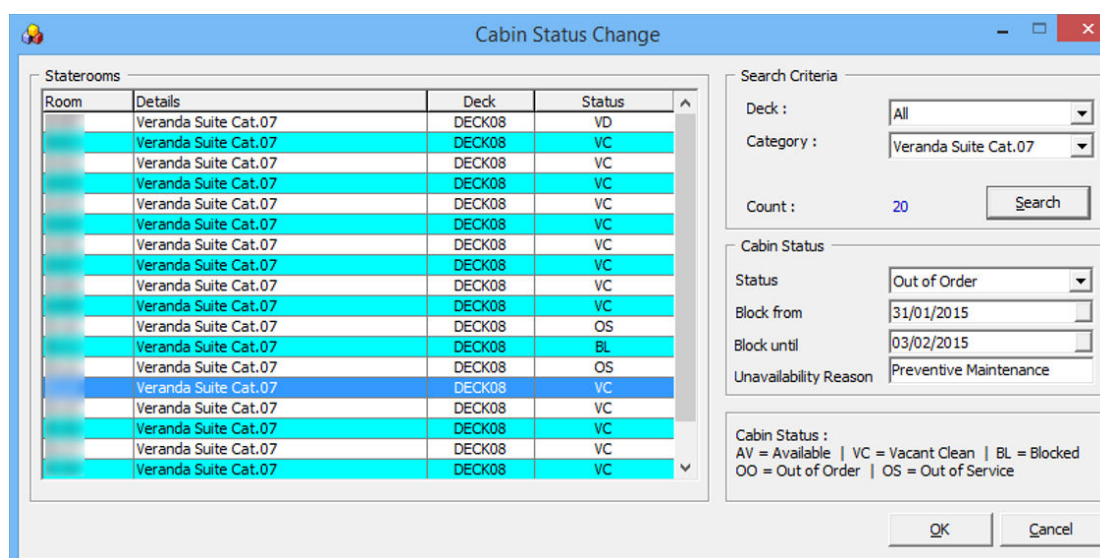 Cabin Status Change
Staterooms
Room Details Deck Status
Veranda Suite Cat.07 DECK08 VD
Veranda Suite Cat.07 DECK08 VC
Veranda Suite Cat.07 DECK08 VC
Veranda Suite Cat.07 DECK08 VC
Veranda Suite Cat.07 DECK08 VC
Veranda Suite Cat.07 DECK08 VC
Veranda Suite Cat.07 DECK08 VC
Veranda Suite Cat.07 DECK08 VC
Veranda Suite Cat.07 DECK08 VC
Veranda Suite Cat.07 DECK08 VC
Veranda Suite Cat.07 DECK08 OS
Veranda Suite Cat.07 DECK08 BL
Veranda Suite Cat.07 DECK08 OS
Veranda Suite Cat.07 DECK08 VC
Veranda Suite Cat.07 DECK08 VC
Veranda Suite Cat.07 DECK08 VC
Veranda Suite Cat.07 DECK08 VC
Veranda Suite Cat.07 DECK08 VC
Search Criteria
Deck : All
Category : Veranda Suite Cat.07
Count : 20 Search
Cabin Status
Status Out of Order
Block from 31/01/2015
Block until 03/02/2015
Unavailability Reason Preventive Maintenance
Cabin Status :
AV = Available | VC = Vacant Clean | BL = Blocked
OO = Out of Order | OS = Out of Service
OK Cancel